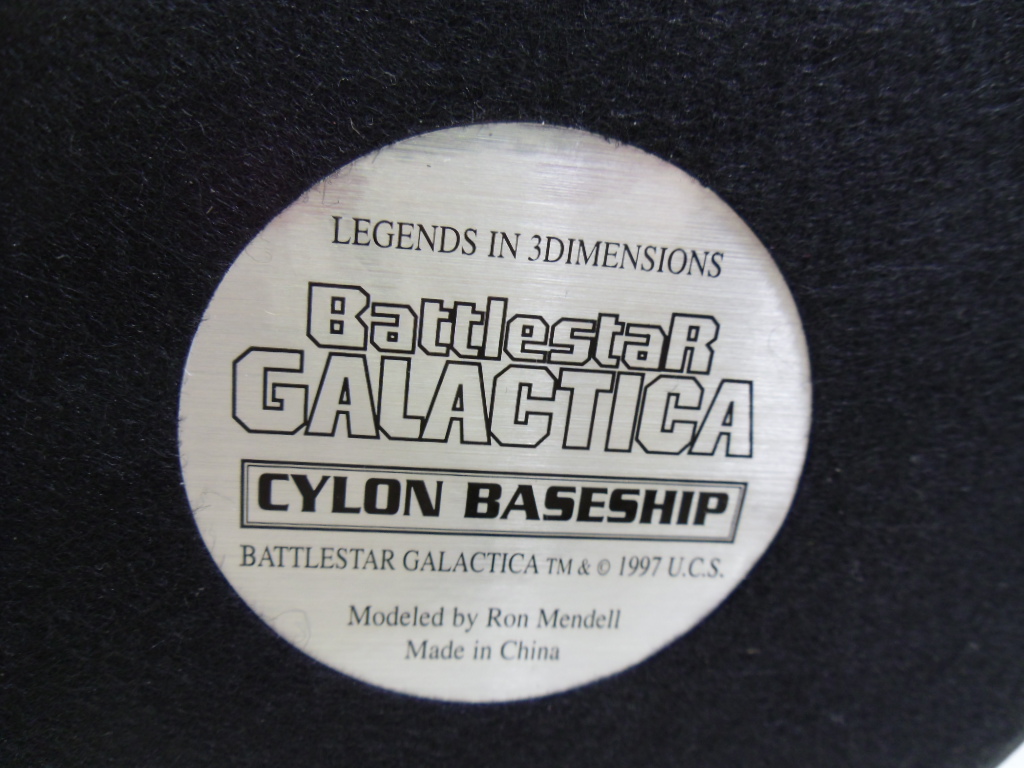 LEGENDS IN 3DIMENSIONS
BattlestaR
GALACTICA
CYLON BASESHIP
BATTLESTAR GALACTICA TM & © 1997 U.C.S.
Modeled by Ron Mendell
Made in China